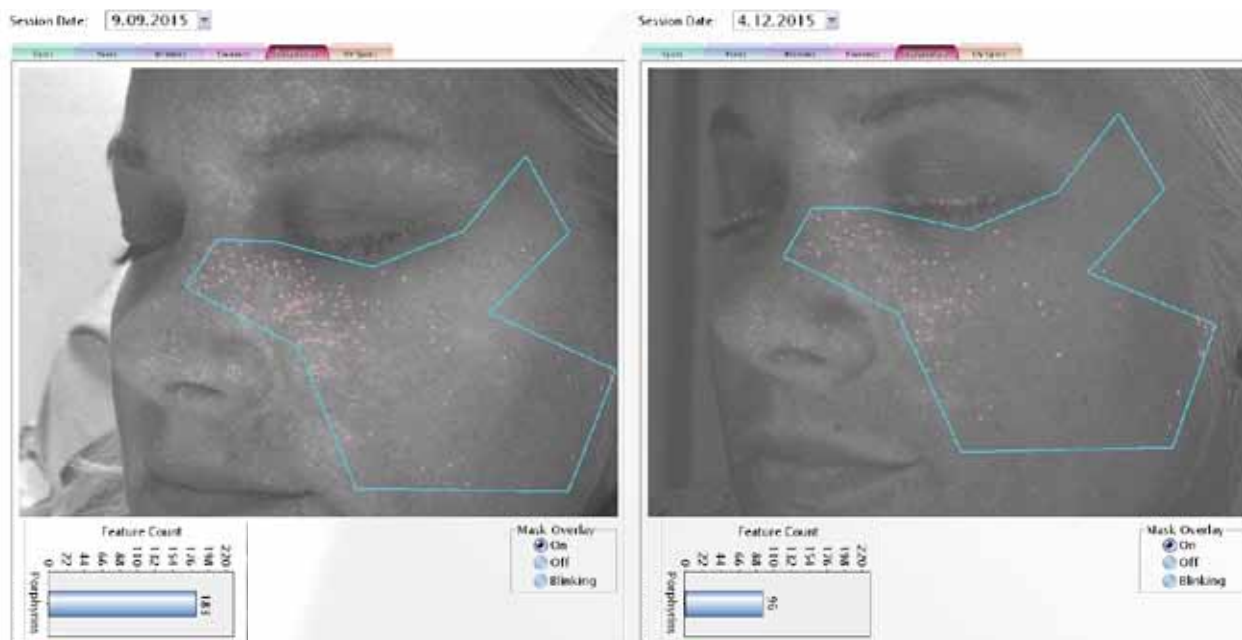 Session Date: 9.09.2015
Feature Count
0 22 44 66 88 110 132 154 176 198 220
Porphyrins
Mask Overlay
On
Off
Blinking
Session Date: 4.12.2015
Feature Count
0 22 44 66 88 110 132 154 176 198 220
Porphyrins
96
Mask Overlay
On
Off
Blinking